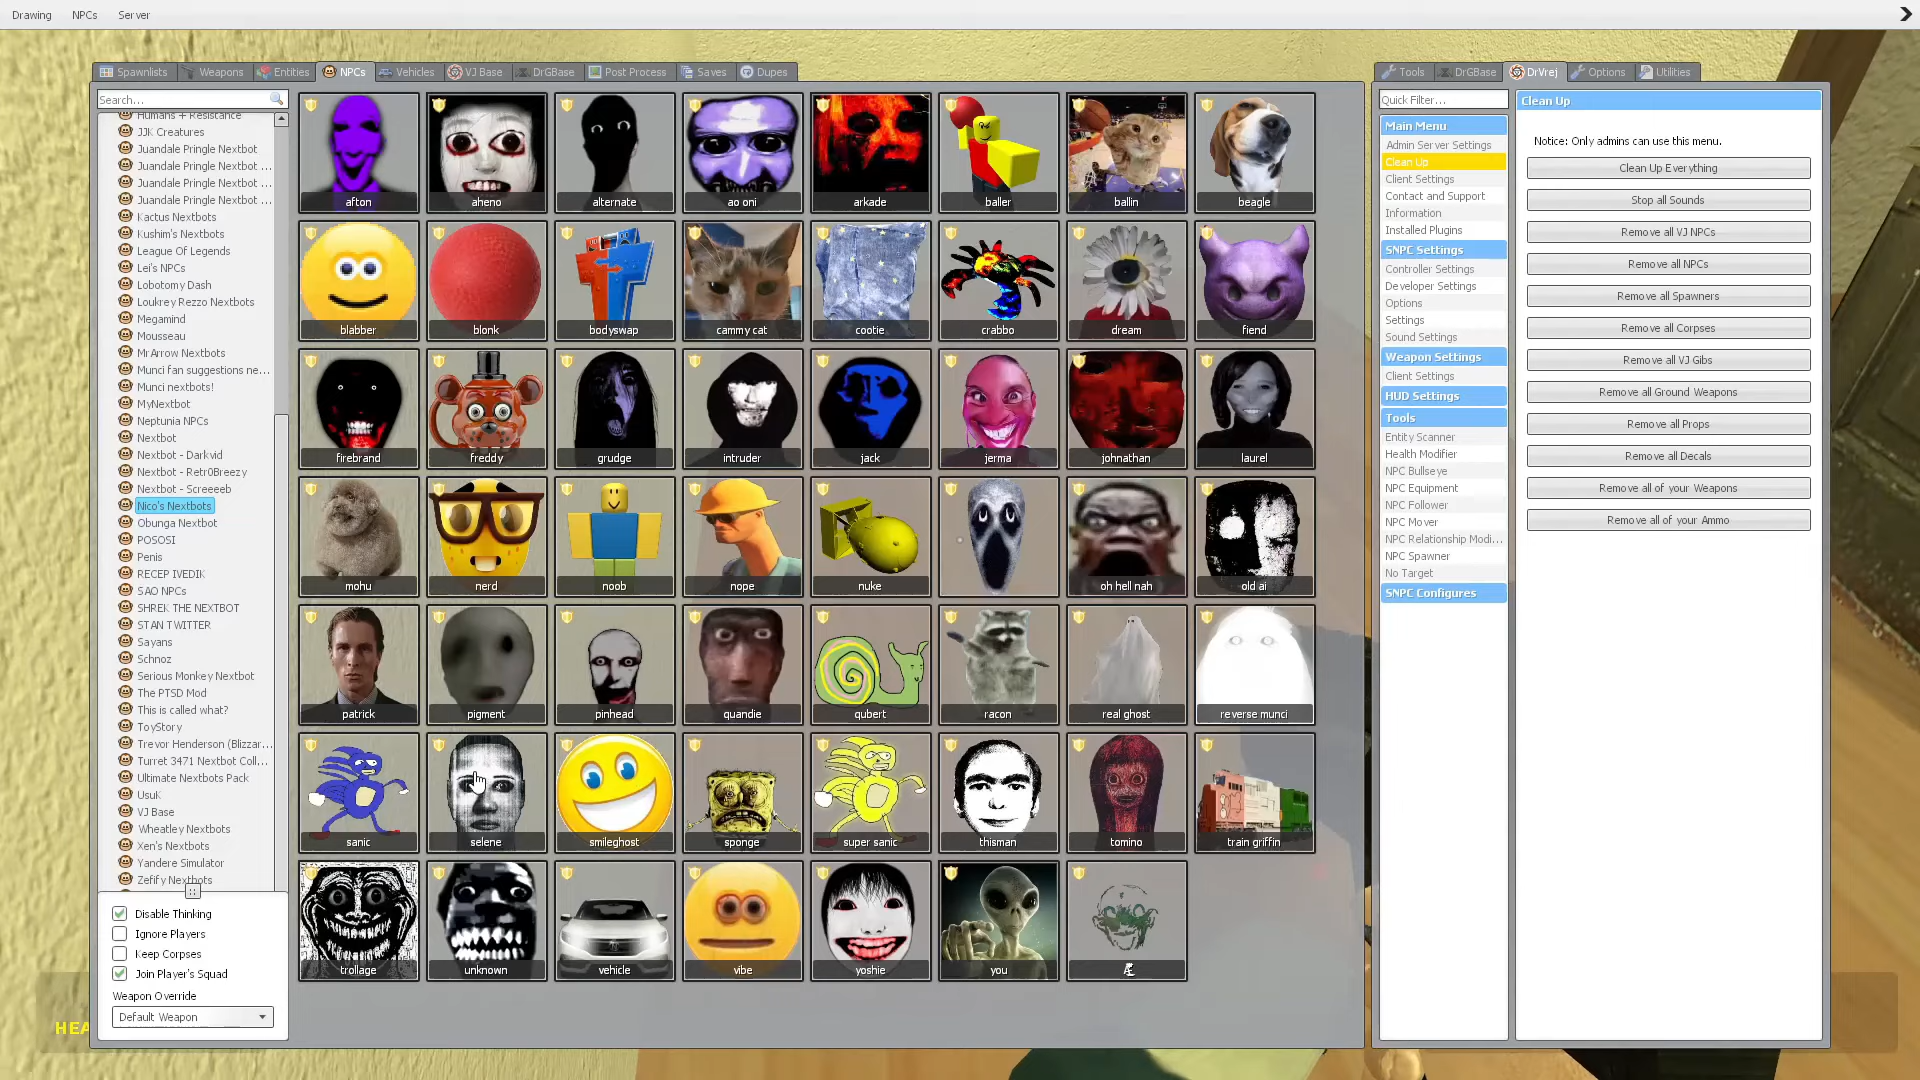 Drawing NPCs Server
Spawnlists Weapons Entities NPCs Vehicles VJ Base DrGBase Post Process Saves Dupes
Tools DrGBase DrVrej Options Utilities
Search...
Humans + Resistance
JJK Creatures
Juandale Pringle Nextbot
Juandale Pringle Nextbot ...
Juandale Pringle Nextbot ...
Juandale Pringle Nextbot ...
Kactus Nextbots
Kushim's Nextbots
League Of Legends
Lei's NPCs
Lobotomy Dash
Loukrey Rezzo Nextbots
Megamind
Mousseau
MrArrow Nextbots
Munci fan suggestions ne...
Munci nextbots!
MyNextbot
Neptunia NPCs
Nextbot
Nextbot - Darkvid
Nextbot - Retr0Breezy
Nextbot - Screeeeb
Nico's Nextbots
Obunga Nextbot
POSOSI
Penis
RECEP IVEDIK
SAO NPCs
SHREK THE NEXTBOT
STAN TWITTER
Sayans
Schnoz
Serious Monkey Nextbot
The PTSD Mod
This is called what?
ToyStory
Trevor Henderson (Blizzar...
Turret 3471 Nextbot Coll...
Ultimate Nextbots Pack
UsuK
VJ Base
Wheatley Nextbots
Xen's Nextbots
Yandere Simulator
Zefify Nextbots
Disable Thinking
Ignore Players
Keep Corpses
Join Player's Squad
Weapon Override
Default Weapon
HEA
afton aheno alternate ao oni arkade baller ballin beagle
blabber blonk bodyswap cammy cat cootie crabbo dream fiend
firebrand freddy grudge intruder jack jerma johnathan laurel
mohu nerd noob nope nuke oh hell nah old ai
patrick pigment pinhead quandie qubert racon real ghost reverse munci
sanic selene smileghost sponge super sanic thisman tomino train griffin
trollage unknown vehicle vibe yoshie you
Quick Filter...
Main Menu
Admin Server Settings
Clean Up
Client Settings
Contact and Support
Information
Installed Plugins
SNPC Settings
Controller Settings
Developer Settings
Options
Settings
Sound Settings
Weapon Settings
Client Settings
HUD Settings
Tools
Entity Scanner
Health Modifier
NPC Bullseye
NPC Equipment
NPC Follower
NPC Mover
NPC Relationship Modi...
NPC Spawner
No Target
SNPC Configures
Clean Up
Notice: Only admins can use this menu.
Clean Up Everything
Stop all Sounds
Remove all VJ NPCs
Remove all NPCs
Remove all Spawners
Remove all Corpses
Remove all VJ Gibs
Remove all Ground Weapons
Remove all Props
Remove all Decals
Remove all of your Weapons
Remove all of your Ammo